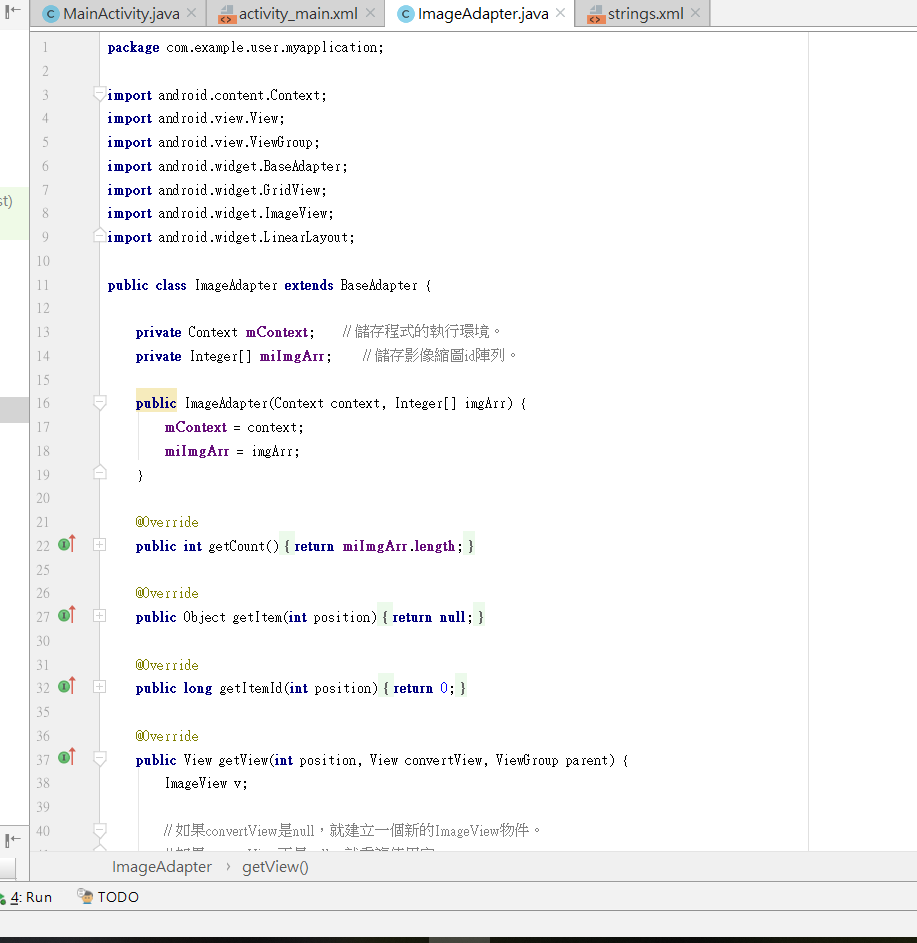 MainActivity.java
activity_main.xml
ImageAdapter.java
strings.xml
st)
1 package com.example.user.myapplication;
2
3 import android.content.Context;
4 import android.view.View;
5 import android.view.ViewGroup;
6 import android.widget.BaseAdapter;
7 import android.widget.GridView;
8 import android.widget.ImageView;
9 import android.widget.LinearLayout;
10
11 public class ImageAdapter extends BaseAdapter {
12
13 private Context mContext; //儲存程式的執行環境。
14 private Integer[] miImgArr; //儲存影像縮圖id陣列。
15
16 public ImageAdapter(Context context, Integer[] imgArr) {
17 mContext = context;
18 miImgArr = imgArr;
19 }
20
21 @Override
22 public int getCount() { return miImgArr.length; }
25
26 @Override
27 public Object getItem(int position) { return null; }
30
31 @Override
32 public long getItemId(int position) { return 0; }
35
36 @Override
37 public View getView(int position, View convertView, ViewGroup parent) {
38 ImageView v;
39
40 //如果convertView是null，就建立一個新的ImageView物件。
ImageAdapter › getView()
4: Run
TODO